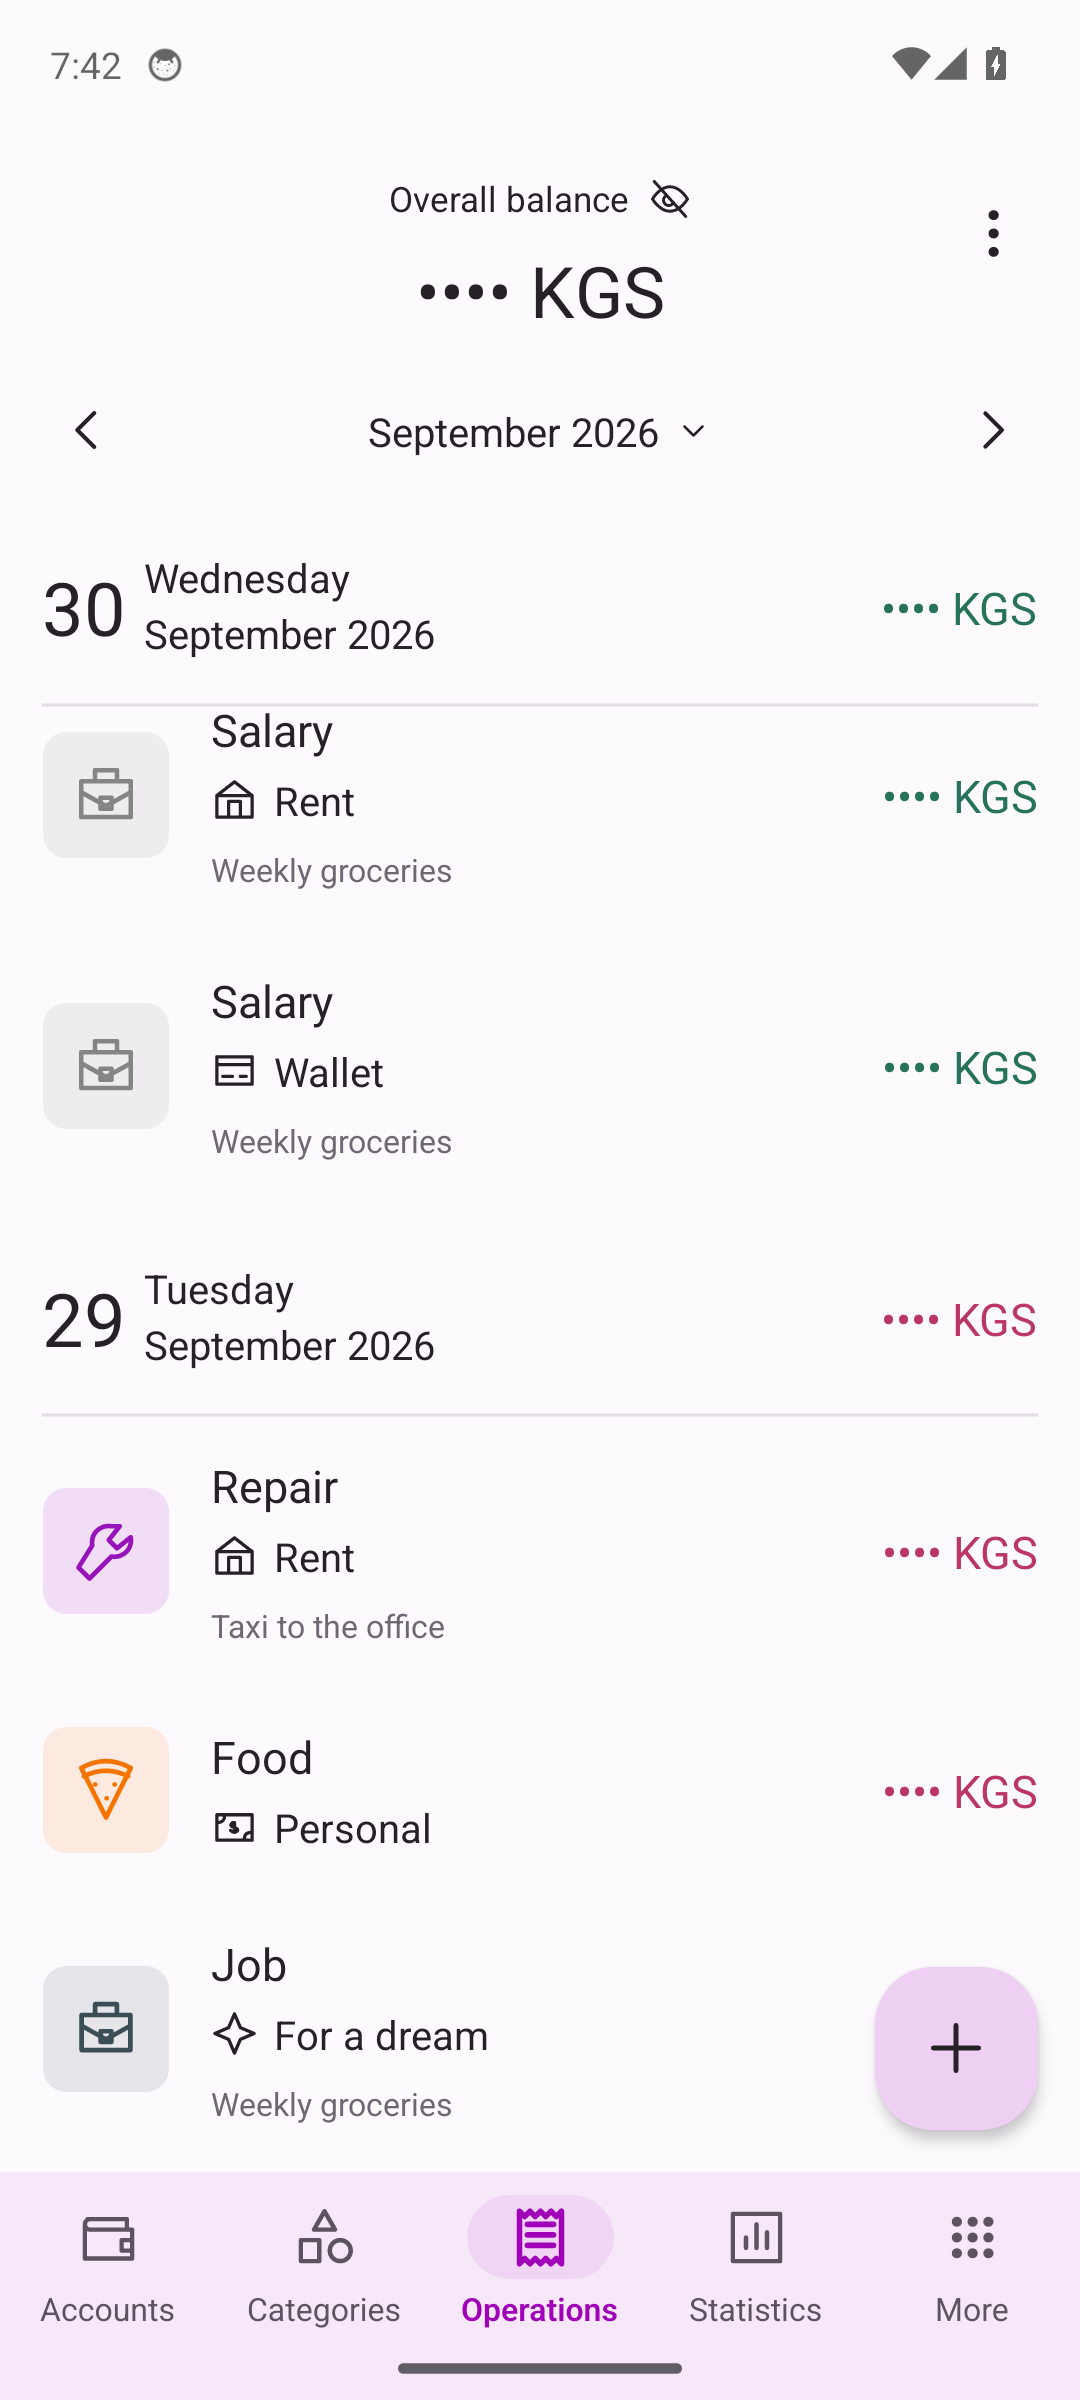 7:42
Overall balance
•••• KGS
September 2026
30
Wednesday
September 2026
•••• KGS
Salary
Rent
•••• KGS
Weekly groceries
Salary
Wallet
•••• KGS
Weekly groceries
29
Tuesday
September 2026
•••• KGS
Repair
Rent
•••• KGS
Taxi to the office
Food
Personal
•••• KGS
Job
For a dream
Weekly groceries
Accounts
Categories
Operations
Statistics
More